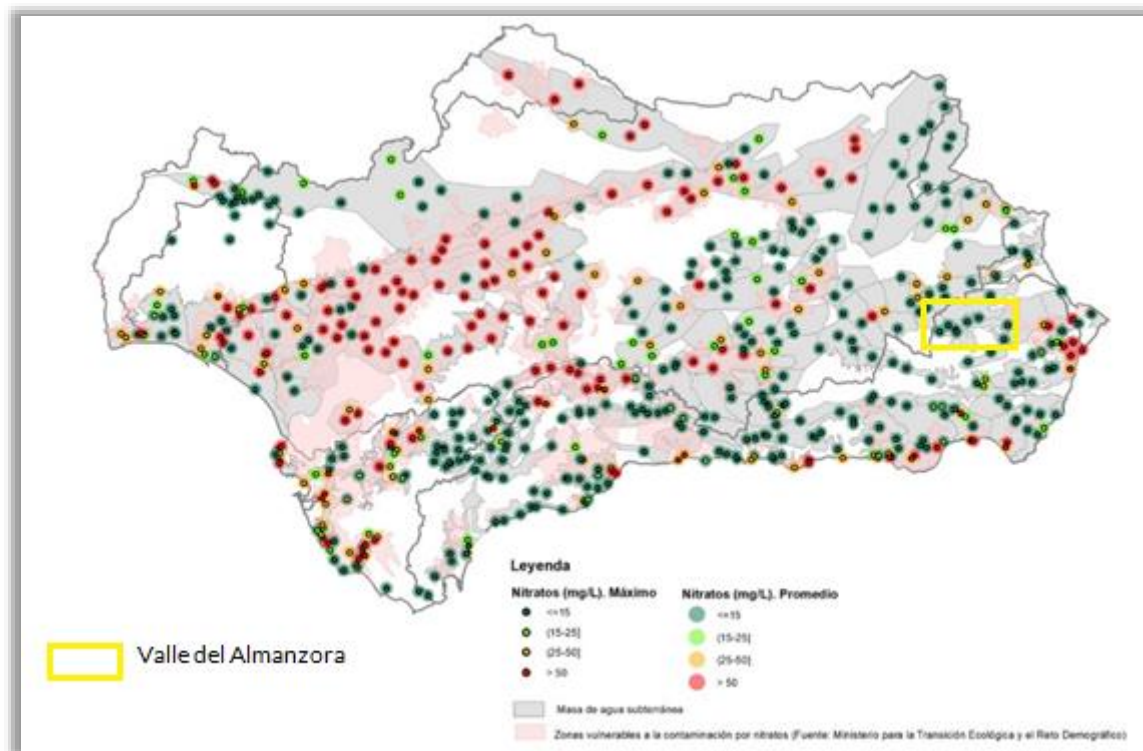 Leyenda
Nitratos (mg/L). Máximo
<=15
(15-25]
(25-50]
> 50
Nitratos (mg/L). Promedio
<=15
(15-25]
(25-50]
> 50
Masa de agua subterránea
Zonas vulnerables a la contaminación por nitratos (Fuente: Ministerio para la Transición Ecológica y el Reto Demográfico)
Valle del Almanzora